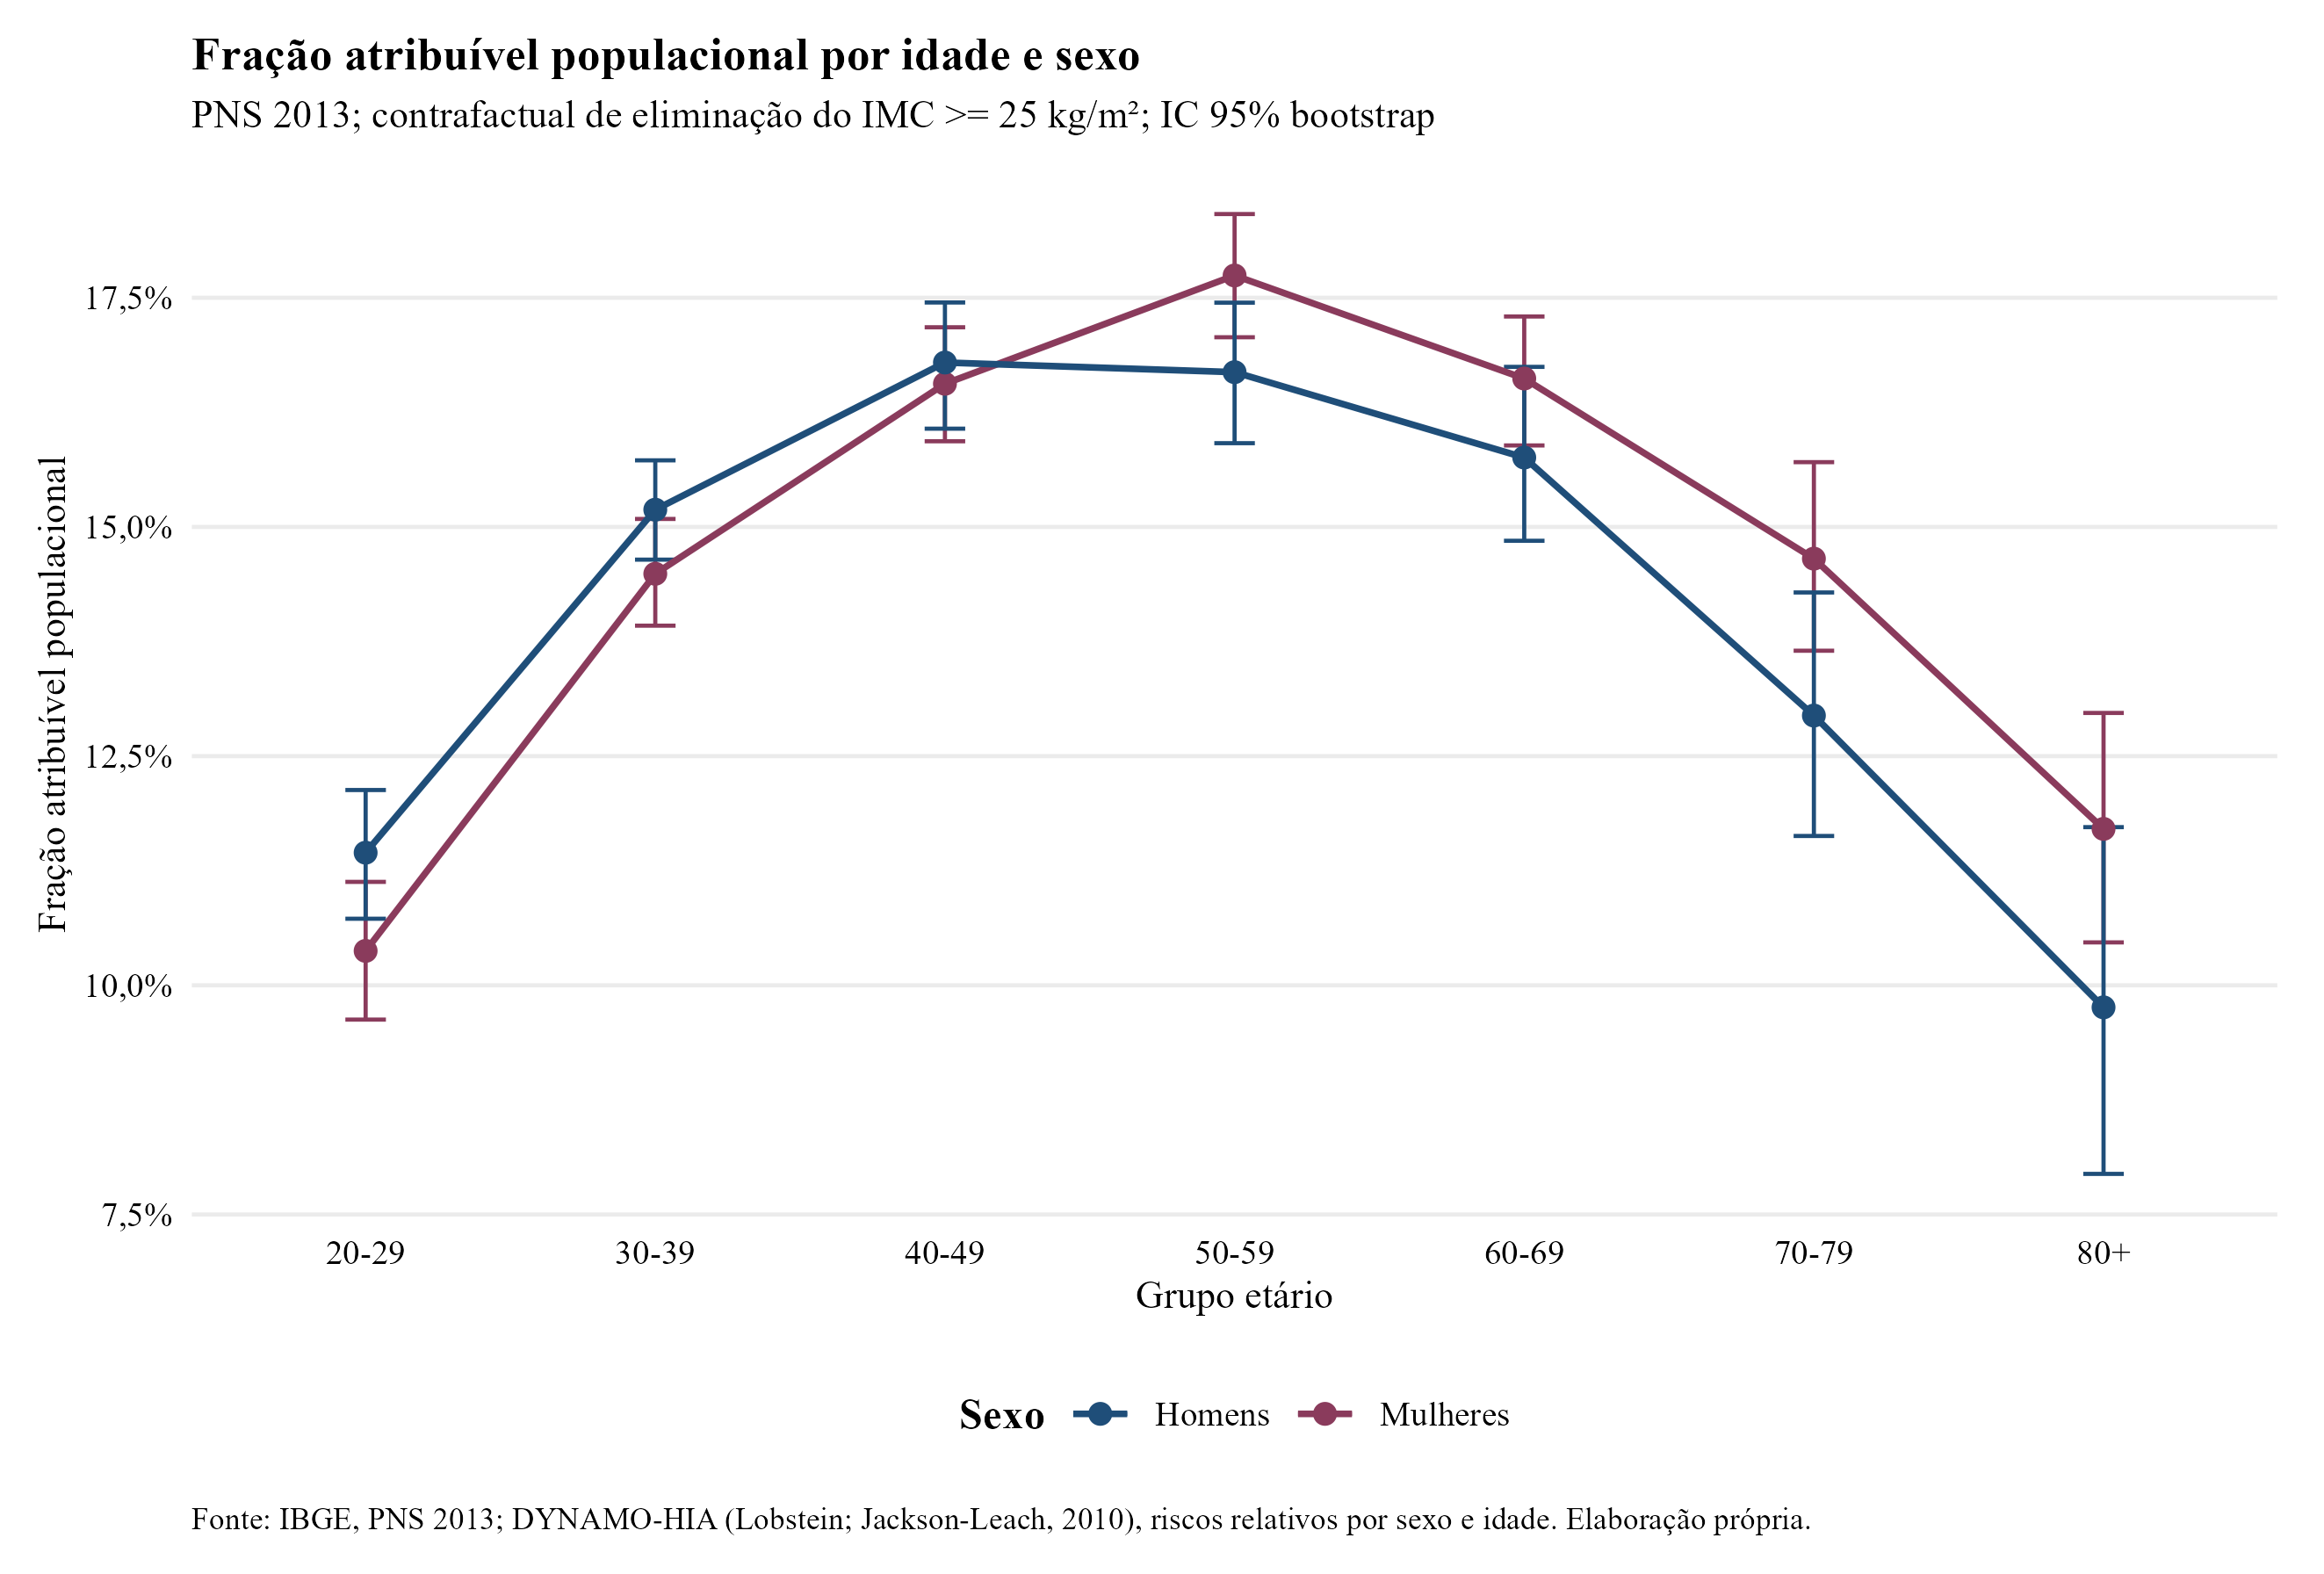 Fração atribuível populacional por idade e sexo
PNS 2013; contrafactual de eliminação do IMC >= 25 kg/m²; IC 95% bootstrap
Fração atribuível populacional
17,5%
15,0%
12,5%
10,0%
7,5%
20-29 30-39 40-49 50-59 60-69 70-79 80+
Grupo etário
Sexo Homens Mulheres
Fonte: IBGE, PNS 2013; DYNAMO-HIA (Lobstein; Jackson-Leach, 2010), riscos relativos por sexo e idade. Elaboração própria.